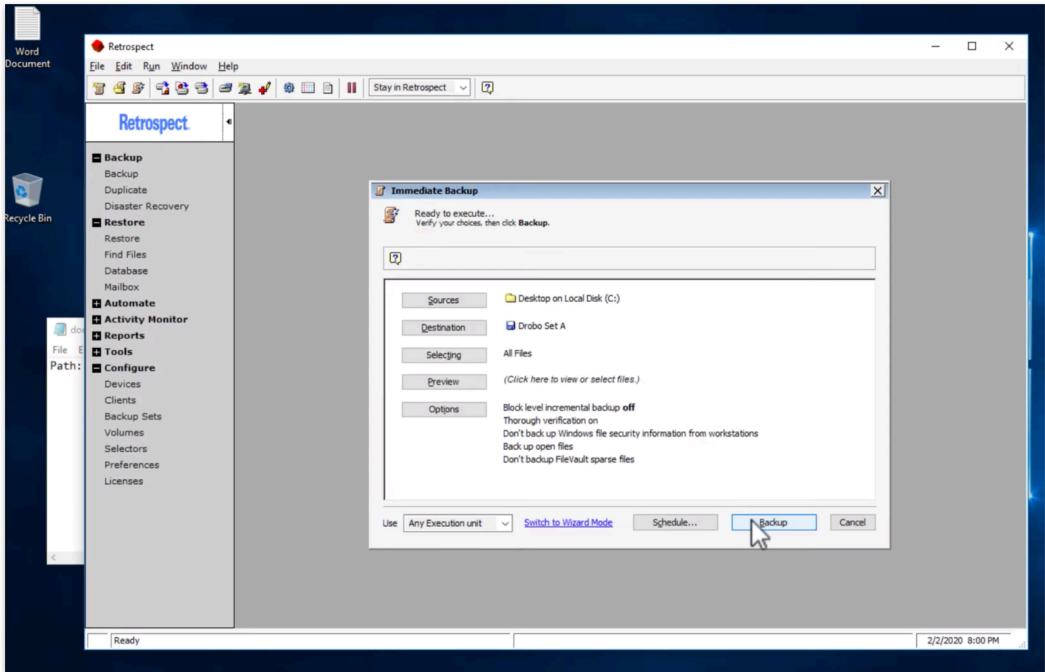 Word
Document
Recycle Bin
Retrospect
File Edit Run Window Help
Stay in Retrospect
Retrospect
Backup
Backup
Duplicate
Disaster Recovery
Restore
Restore
Find Files
Database
Mailbox
Automate
Activity Monitor
Reports
Tools
Configure
Devices
Clients
Backup Sets
Volumes
Selectors
Preferences
Licenses
File
Path:
Immediate Backup
Ready to execute...
Verify your choices, then click Backup.
Sources Desktop on Local Disk (C:)
Destination Drobo Set A
Selecting All Files
Preview (Click here to view or select files.)
Options Block level incremental backup off
Thorough verification on
Don't back up Windows file security information from workstations
Back up open files
Don't backup FileVault sparse files
Use Any Execution unit Switch to Wizard Mode Schedule... Backup Cancel
Ready 2/2/2020 8:00 PM